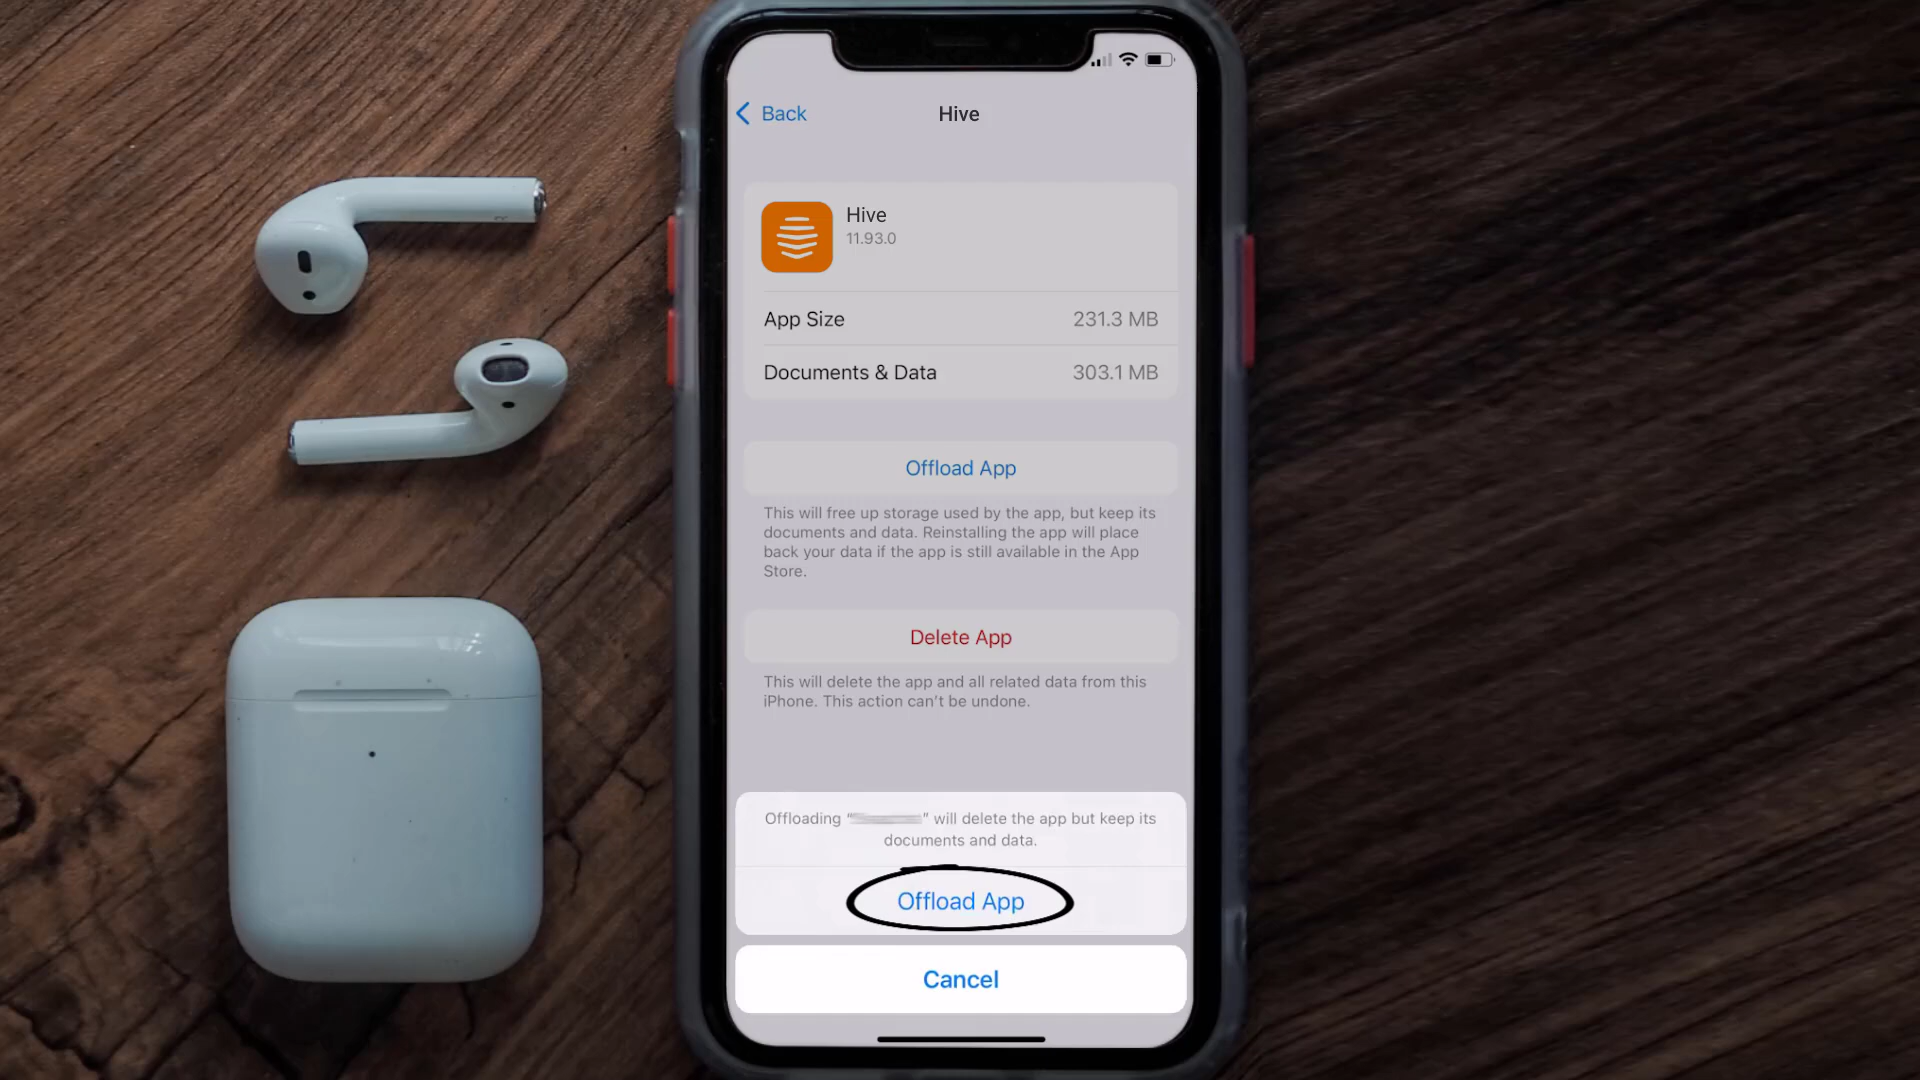 Back
Hive
Hive
11.93.0
App Size
231.3 MB
Documents & Data
303.1 MB
Offload App
This will free up storage used by the app, but keep its
documents and data. Reinstalling the app will place
back your data if the app is still available in the App
Store.
Delete App
This will delete the app and all related data from this
iPhone. This action can't be undone.
Offloading " " will delete the app but keep its
documents and data.
Offload App
Cancel